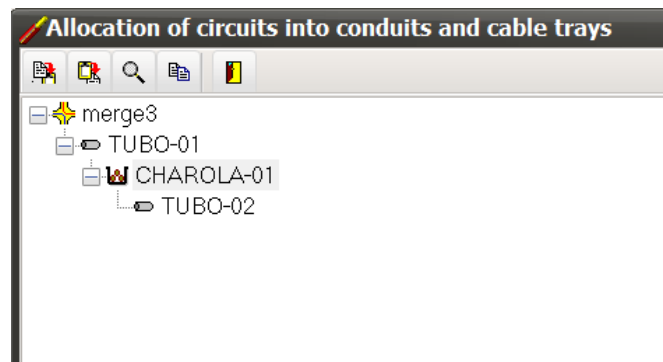 Allocation of circuits into conduits and cable trays
merge3
TUBO-01
CHAROLA-01
TUBO-02